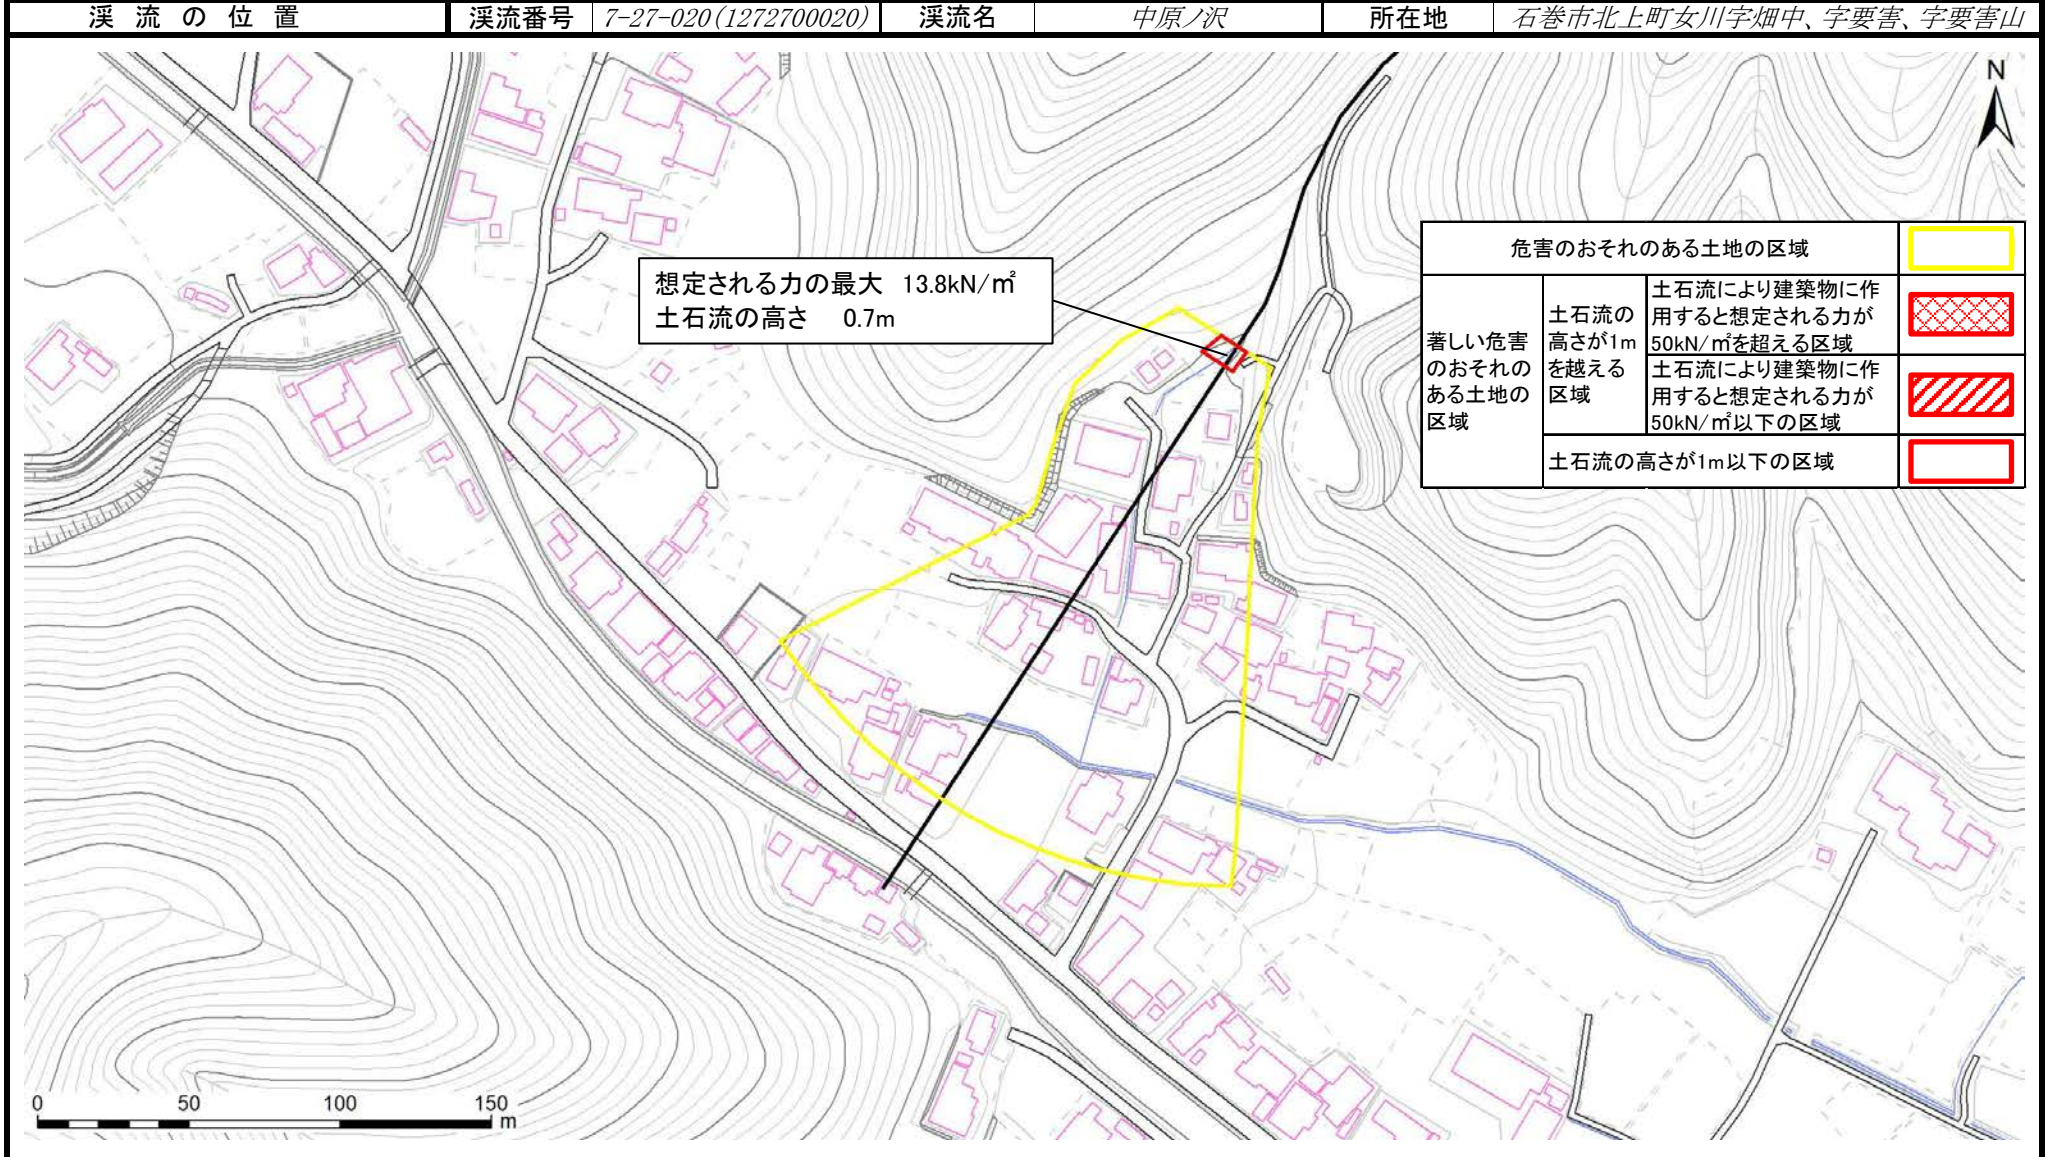 渓流の位置 渓流番号 7-27-020(1272700020) 渓流名 中原ノ沢 所在地 石巻市北上町女川字畑中、字要害、字要害山
N
危害のおそれのある土地の区域
著しい危害
のおそれの
ある土地の
区域
土石流の
高さが1m
を越える
区域
土石流により建築物に作
用すると想定される力が
50kN/㎡を超える区域
土石流により建築物に作
用すると想定される力が
50kN/㎡以下の区域
土石流の高さが1m以下の区域
想定される力の最大 13.8kN/㎡
土石流の高さ 0.7m
0 50 100 150
m